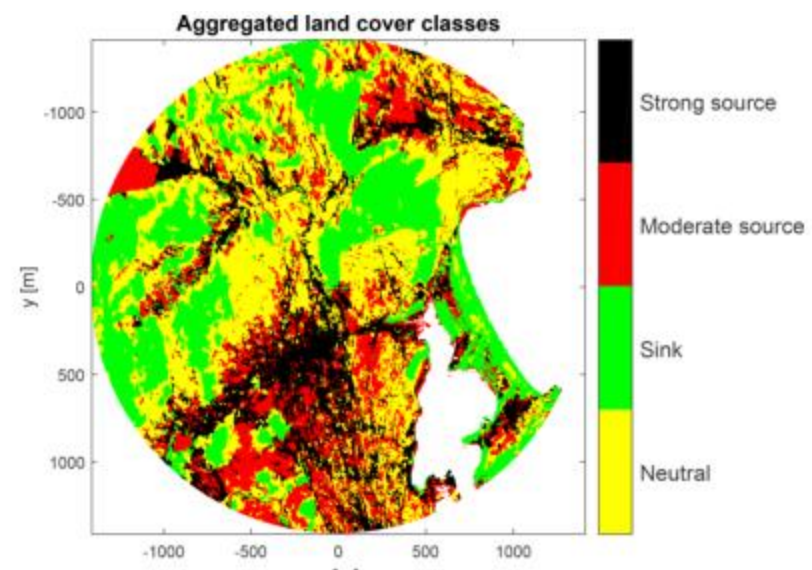 Aggregated land cover classes
-1000
-500
0
500
1000
y [m]
-1000
-500
0
500
1000
Strong source
Moderate source
Sink
Neutral